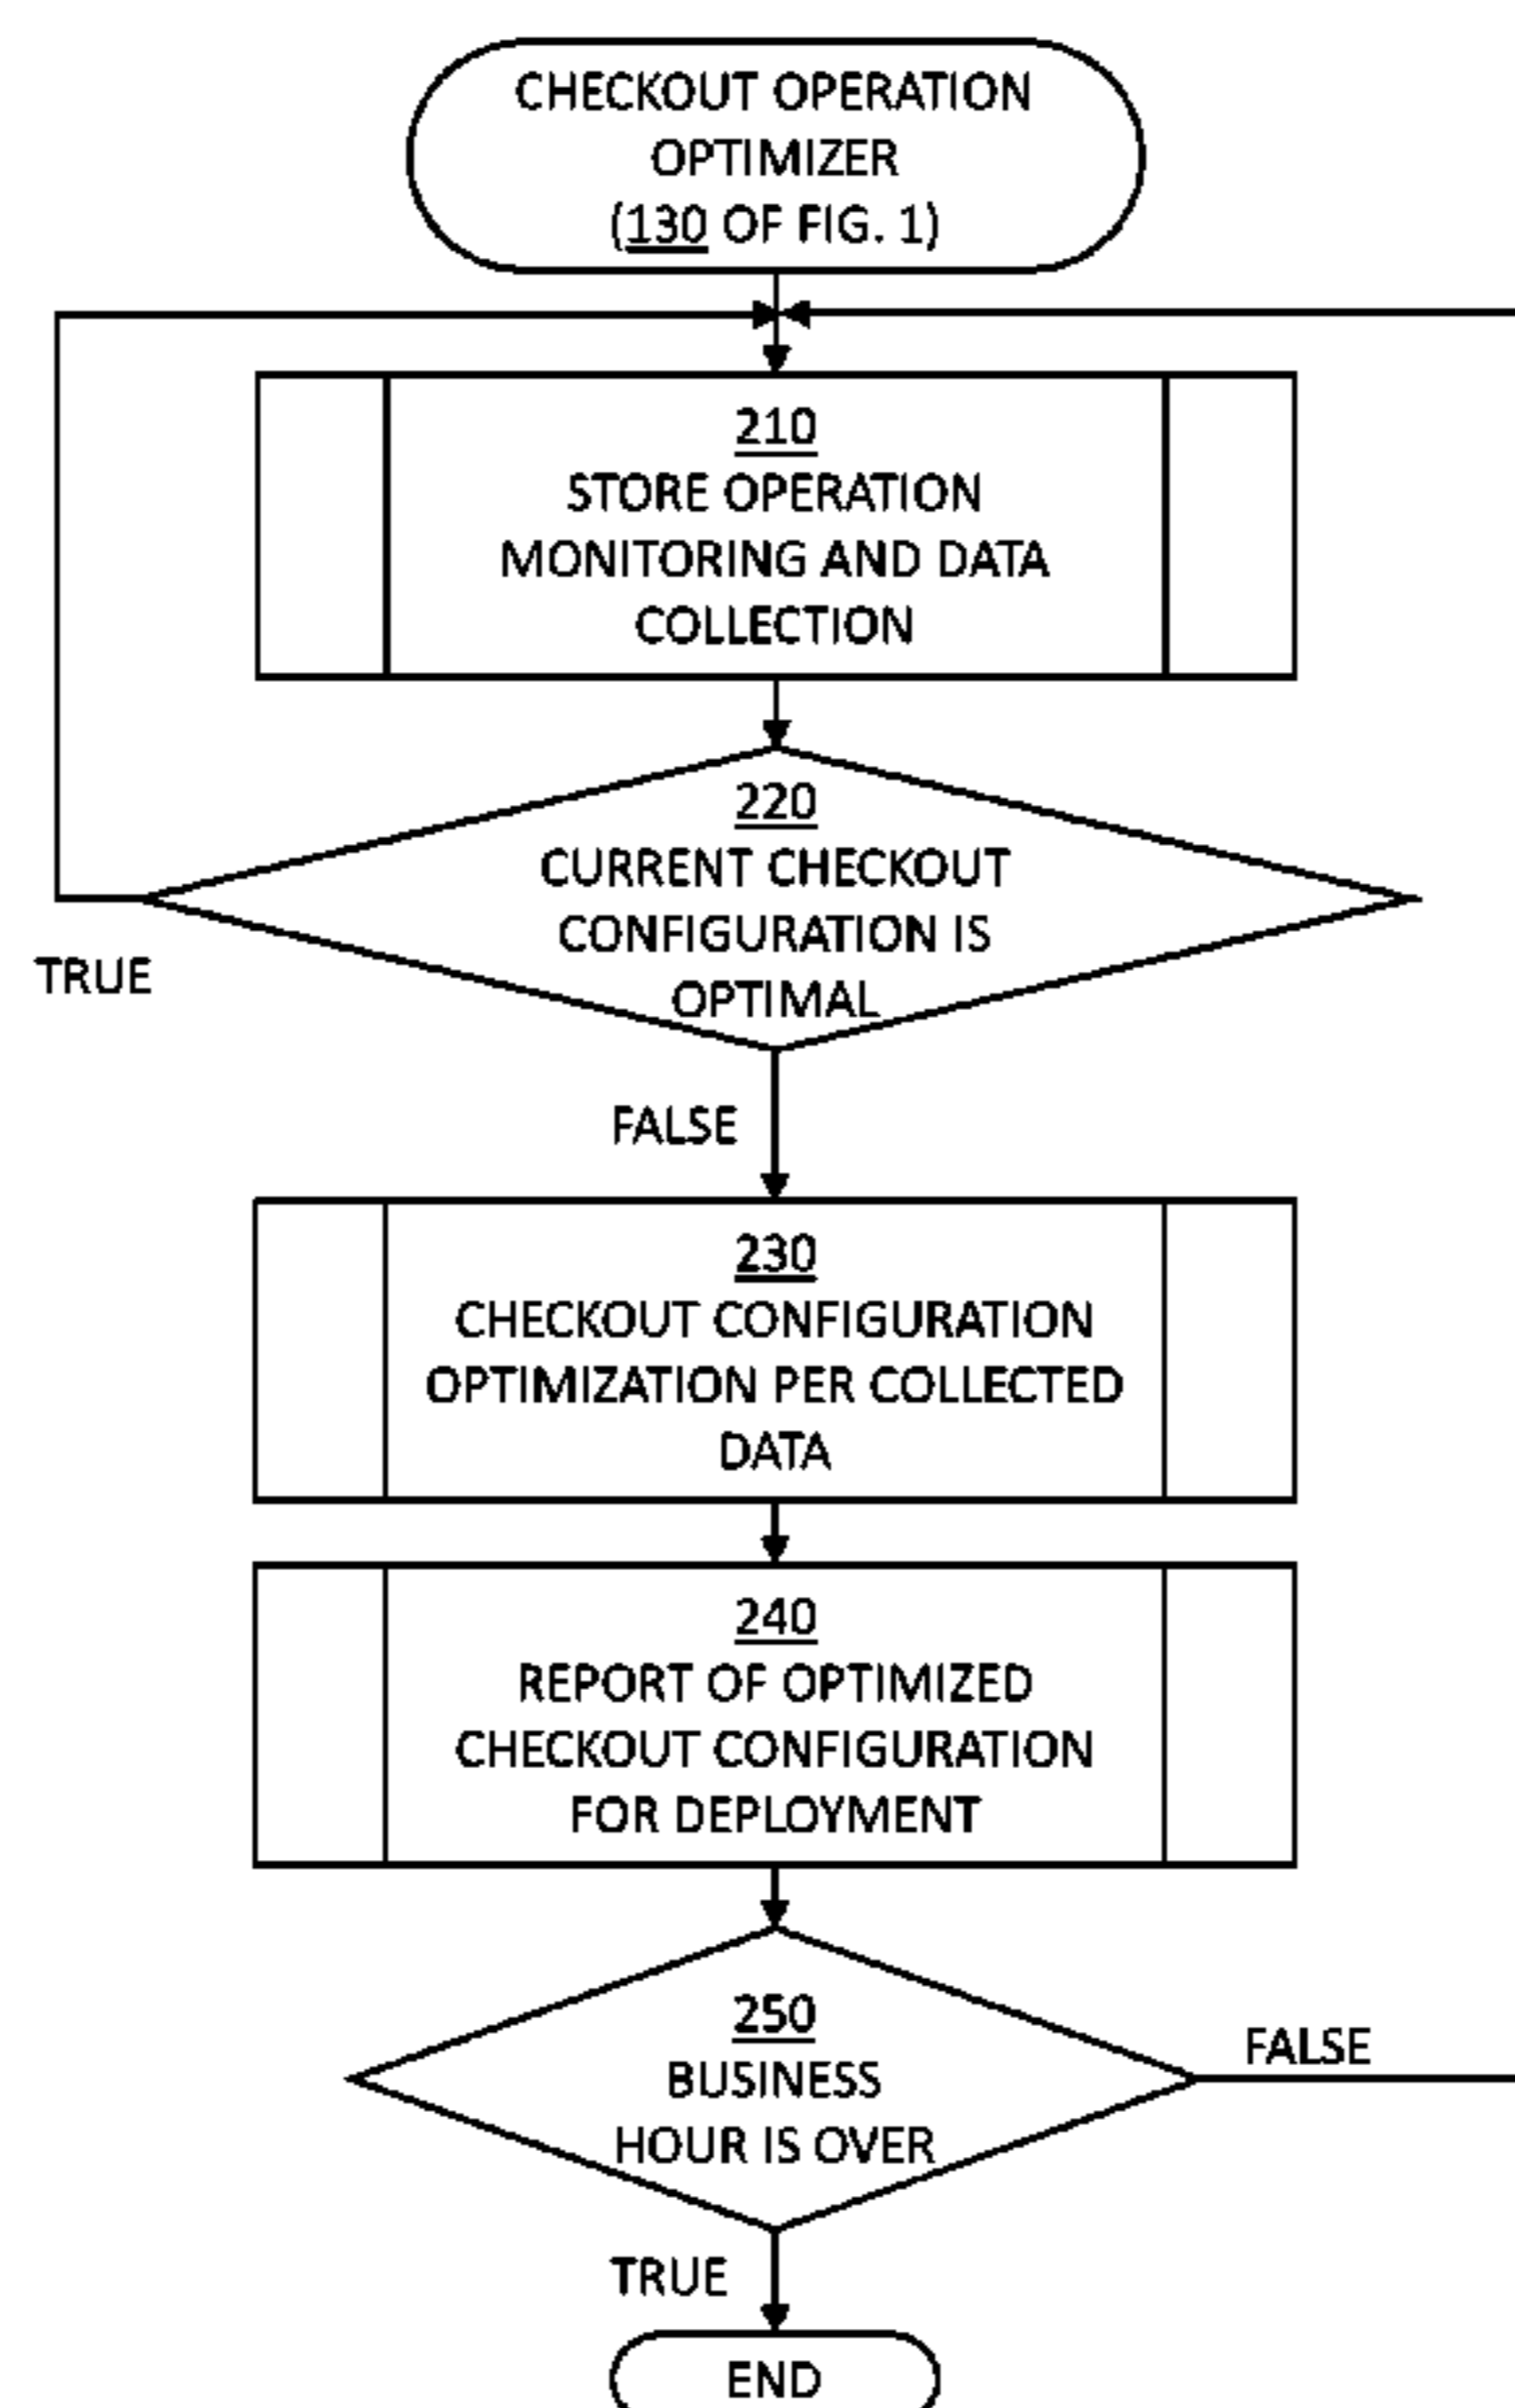 CHECKOUT OPERATION
OPTIMIZER
(130 OF FIG. 1)
210
STORE OPERATION
MONITORING AND DATA
COLLECTION
220
CURRENT CHECKOUT
CONFIGURATION IS
OPTIMAL
TRUE
FALSE
230
CHECKOUT CONFIGURATION
OPTIMIZATION PER COLLECTED
DATA
240
REPORT OF OPTIMIZED
CHECKOUT CONFIGURATION
FOR DEPLOYMENT
250
BUSINESS
HOUR IS OVER
FALSE
TRUE
END